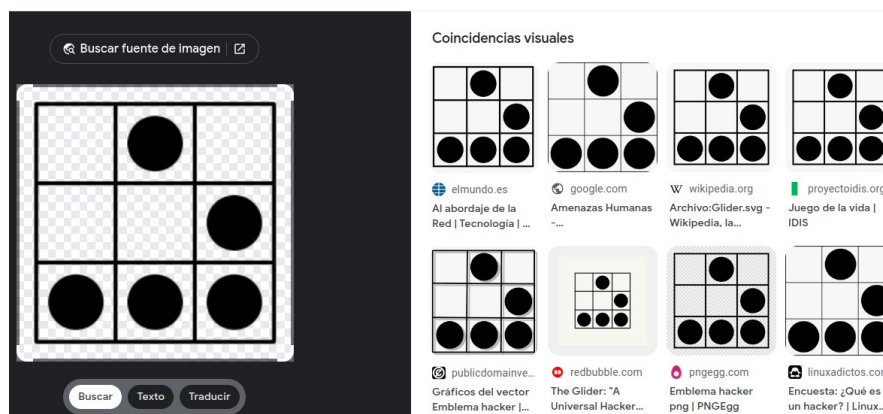 Buscar fuente de imagen
Buscar
Texto
Traducir
Coincidencias visuales
elmundo.es
Al abordaje de la
Red | Tecnología | ...
google.com
Amenazas Humanas
-...
wikipedia.org
Archivo:Glider.svg -
Wikipedia, la...
proyectoidis.org
Juego de la vida |
IDIS
publicdomainve...
Gráficos del vector
Emblema hacker |...
redbubble.com
The Glider: "A
Universal Hacker...
pngegg.com
Emblema hacker
png | PNGEgg
linuxadictos.com
Encuesta: ¿Qué es
un hacker? | Linux...